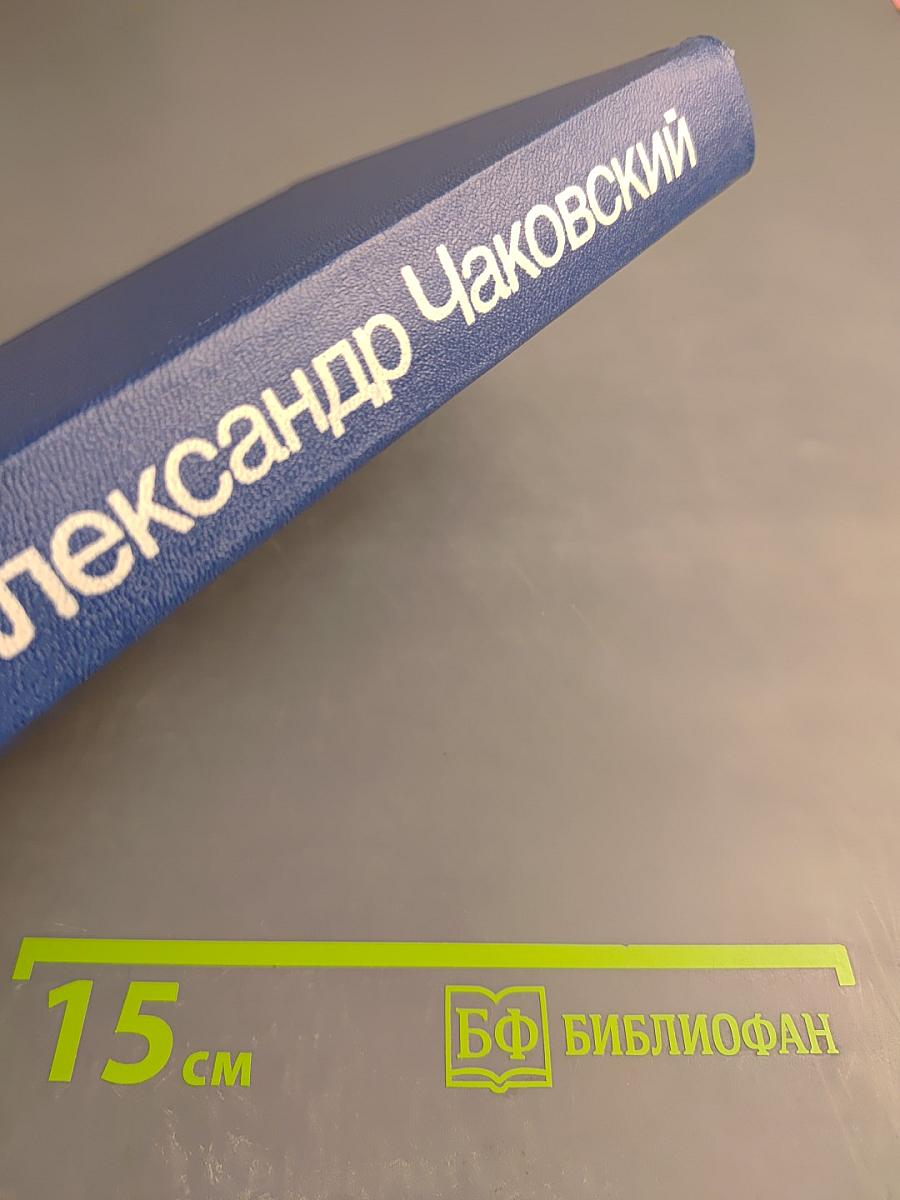 лександр Чаковский
15 см
БФ БИБЛИОФАН